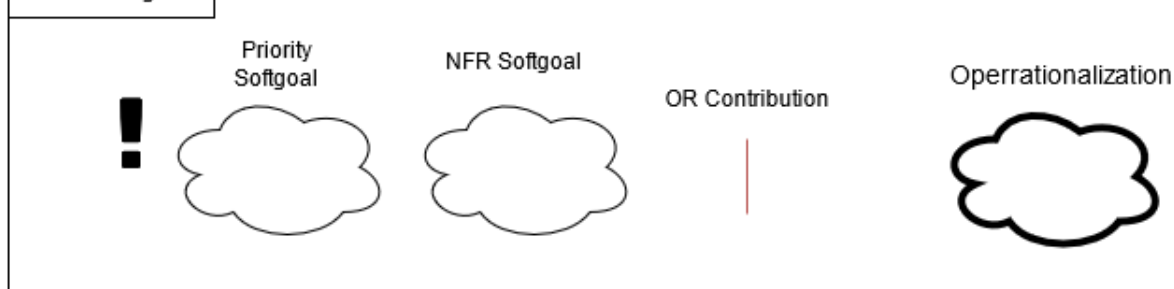 Priority
Softgoal
NFR Softgoal
OR Contribution
Operrationalization
!